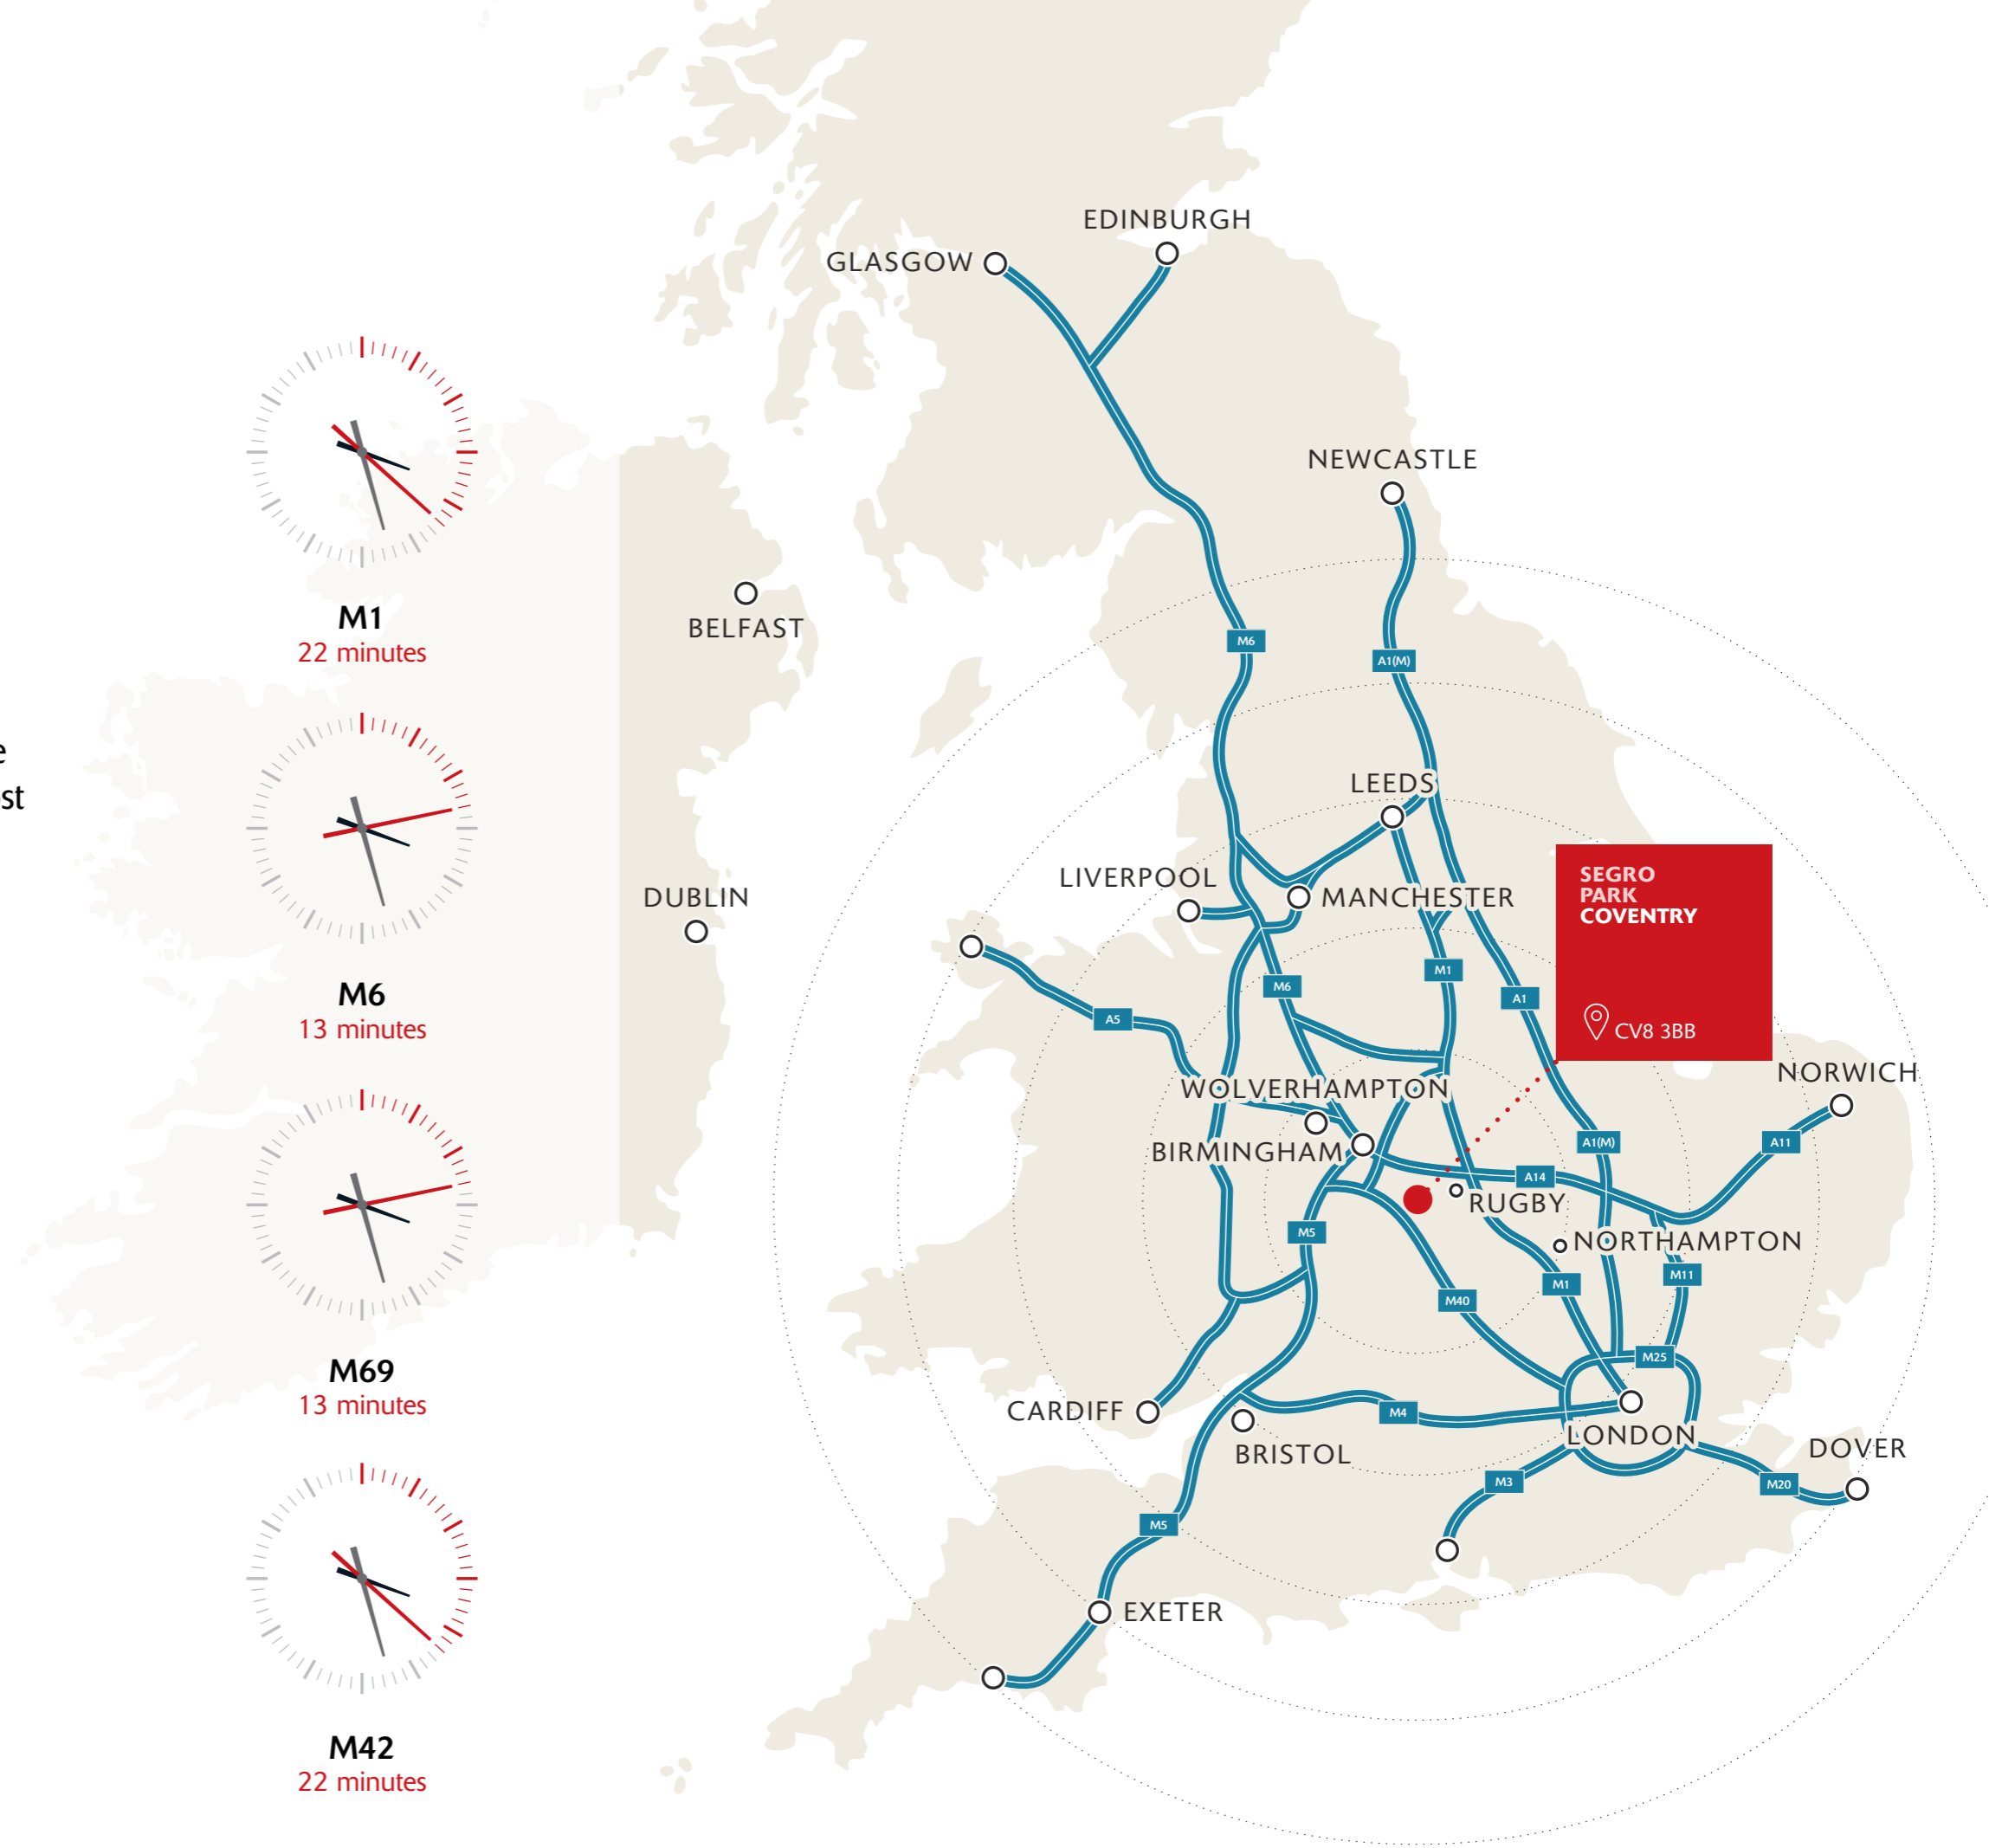 EDINBURGH
GLASGOW
NEWCASTLE
M1
22 minutes
BELFAST
M6
A1(M)
e
st
LEEDS
LIVERPOOL
MANCHESTER
DUBLIN
SEGRO
PARK
COVENTRY
CV8 3BB
M6
13 minutes
M6
M1
A1
A5
NORWICH
WOLVERHAMPTON
BIRMINGHAM
A1(M)
A11
A14
RUGBY
M5
NORTHAMPTON
M11
M1
M40
M69
13 minutes
M25
CARDIFF
M4
LONDON
BRISTOL
DOVER
M3
M20
M5
EXETER
M42
22 minutes